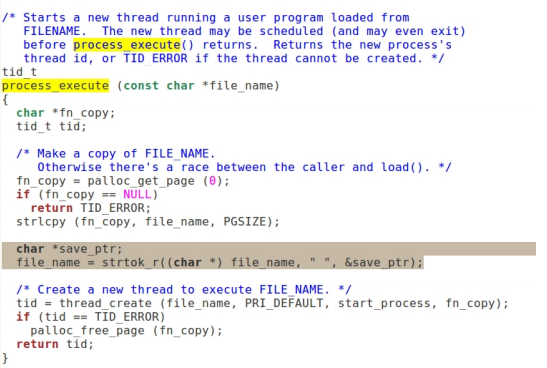 /* Starts a new thread running a user program loaded from
   FILENAME.  The new thread may be scheduled (and may even exit)
   before process_execute() returns.  Returns the new process's
   thread id, or TID_ERROR if the thread cannot be created. */
tid_t
process_execute (const char *file_name)
{
  char *fn_copy;
  tid_t tid;

  /* Make a copy of FILE_NAME.
     Otherwise there's a race between the caller and load(). */
  fn_copy = palloc_get_page (0);
  if (fn_copy == NULL)
    return TID_ERROR;
  strlcpy (fn_copy, file_name, PGSIZE);

  char *save_ptr;
  file_name = strtok_r((char *) file_name, " ", &save_ptr);

  /* Create a new thread to execute FILE_NAME. */
  tid = thread_create (file_name, PRI_DEFAULT, start_process, fn_copy);
  if (tid == TID_ERROR)
    palloc_free_page (fn_copy);
  return tid;
}